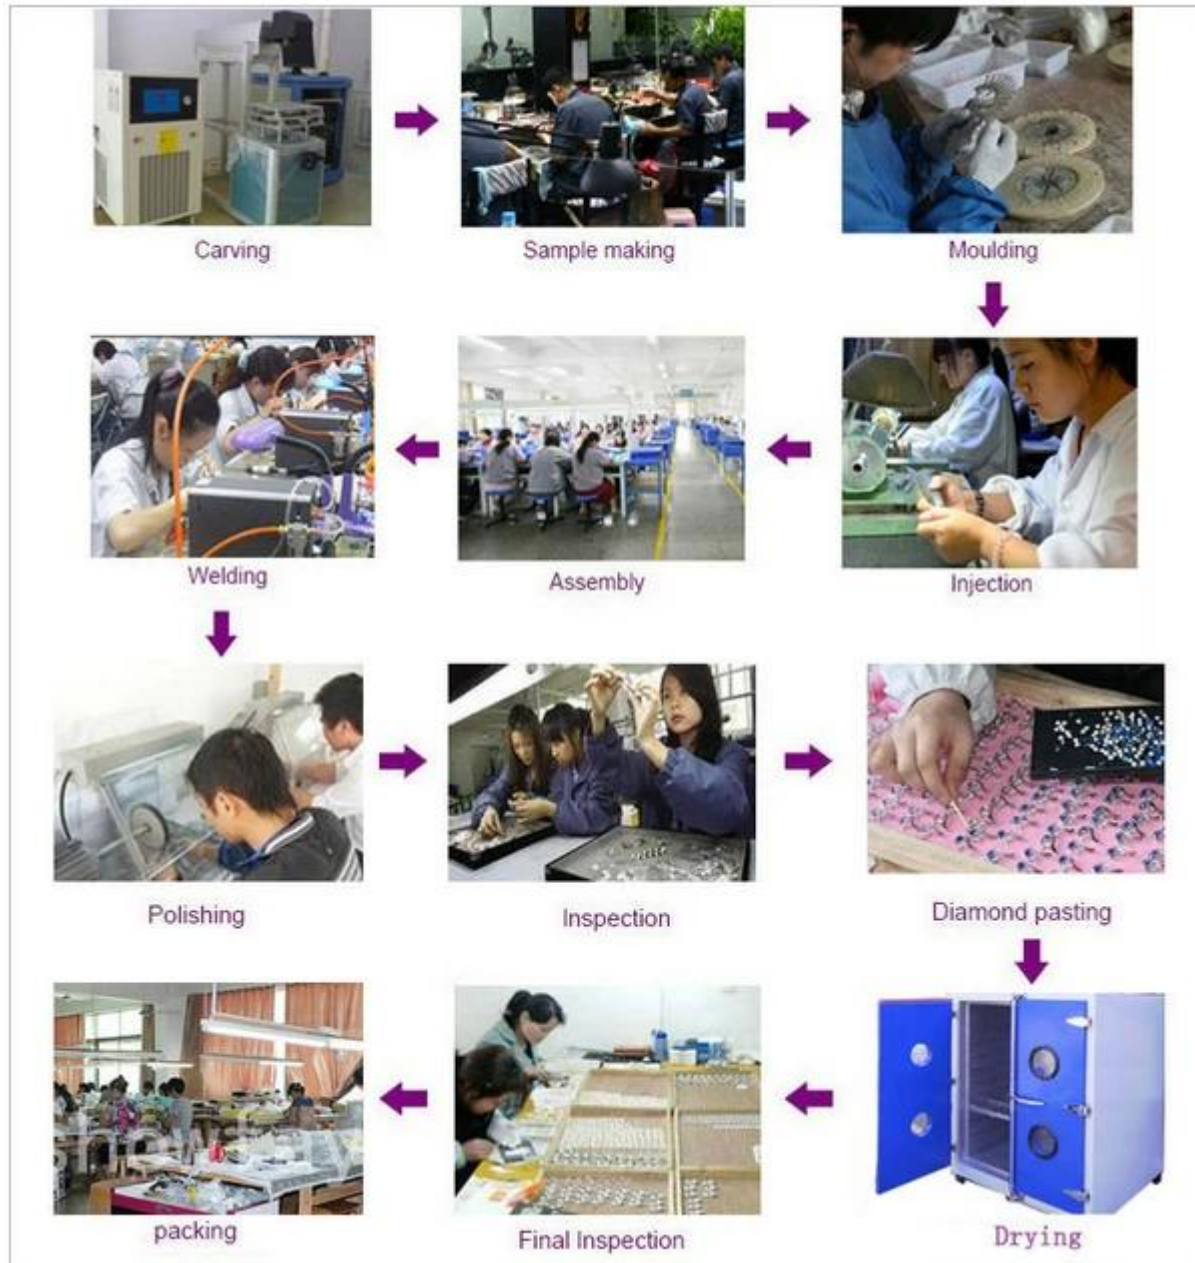 Carving
Sample making
Moulding
Injection
Assembly
Welding
Polishing
Inspection
Diamond pasting
Drying
Final Inspection
packing